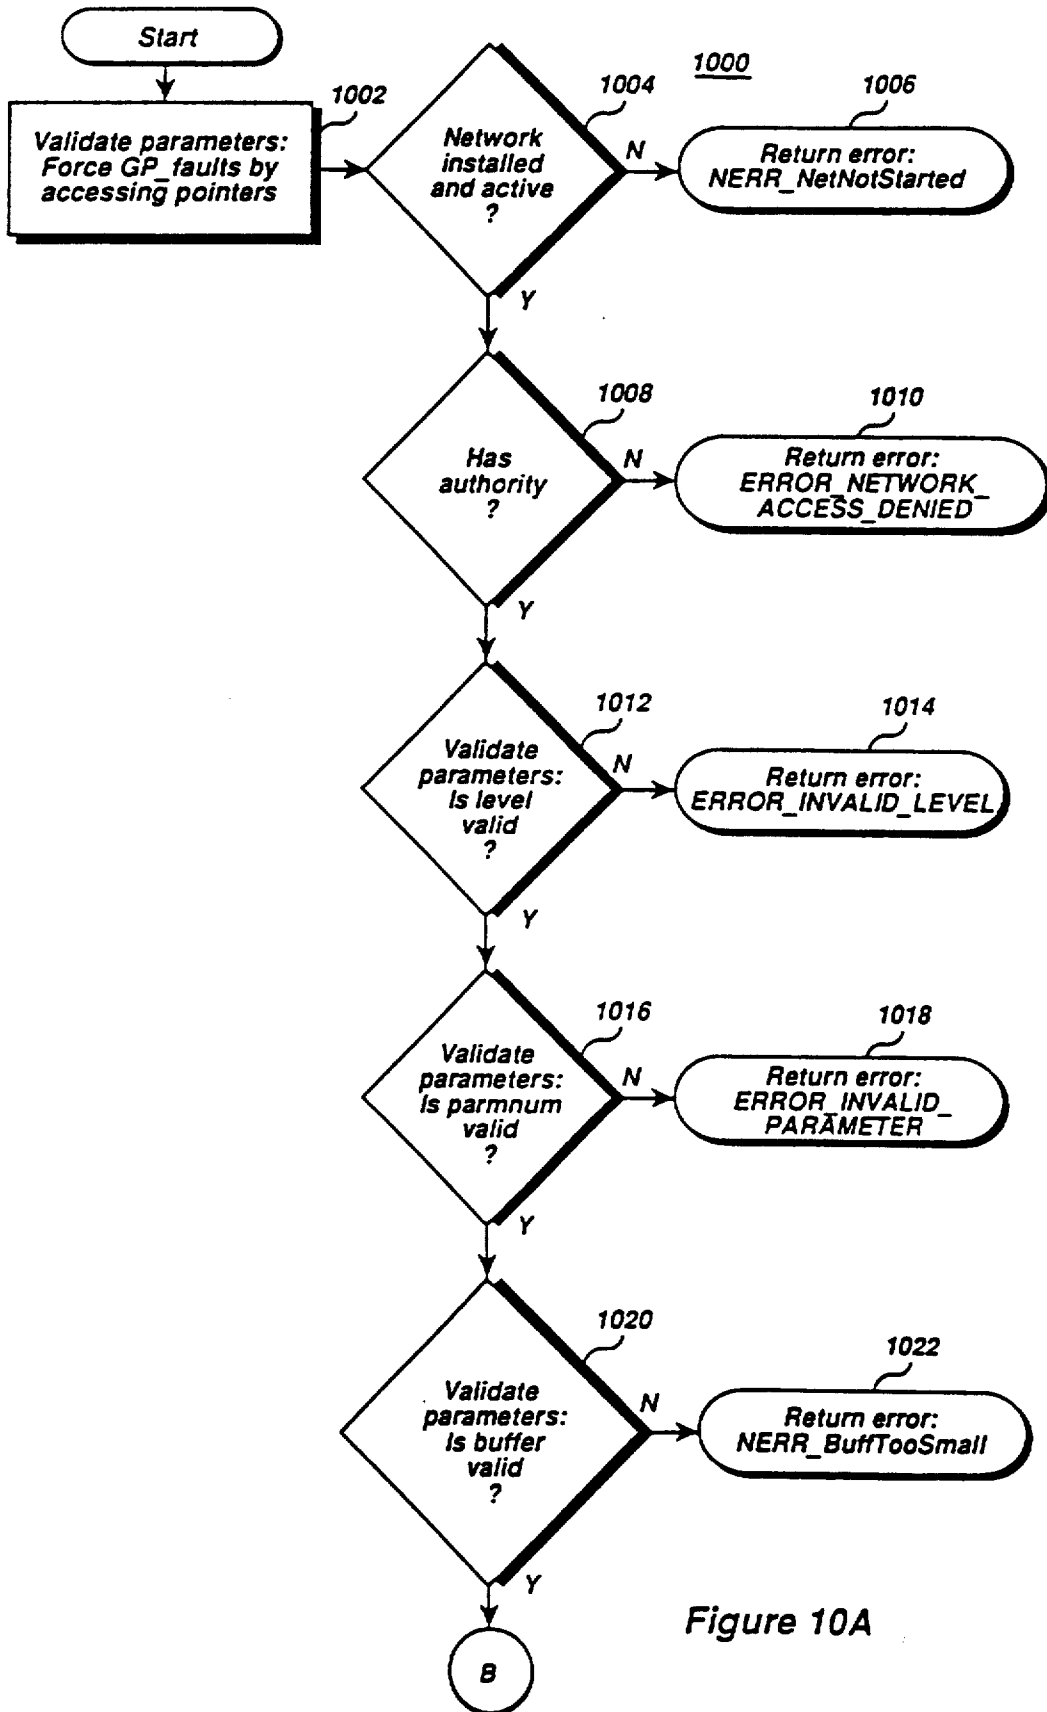 Start
1002
Validate parameters:
Force GP_faults by
accessing pointers
1000
1004
Network
installed
and active
?
N
Y
1006
Return error:
NERR_NetNotStarted
1008
Has
authority
?
N
Y
1010
Return error:
ERROR_NETWORK_
ACCESS_DENIED
1012
Validate
parameters:
Is level
valid
?
N
Y
1014
Return error:
ERROR_INVALID_LEVEL
1016
Validate
parameters:
Is parmnum
valid
?
N
Y
1018
Return error:
ERROR_INVALID_
PARAMETER
1020
Validate
parameters:
Is buffer
valid
?
N
Y
1022
Return error:
NERR_BuffTooSmall
B
Figure 10A